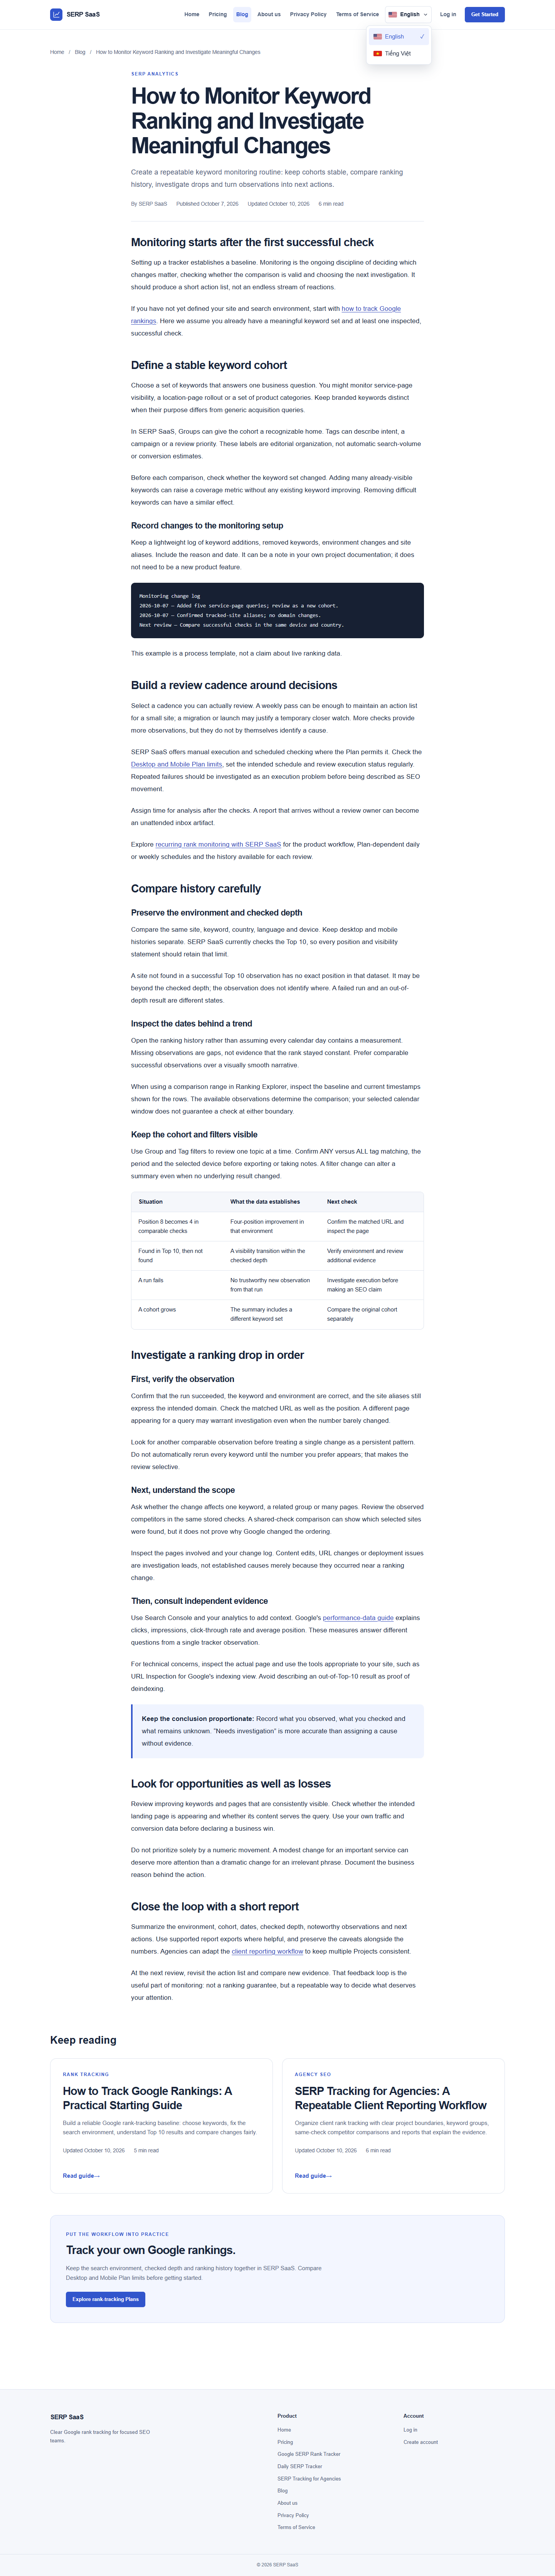 SERP SaaS
Home Pricing Blog About us Privacy Policy Terms of Service English Log in Get Started
English ✓
Tiếng Việt
Home / Blog / How to Monitor Keyword Ranking and Investigate Meaningful Changes
SERP ANALYTICS
How to Monitor Keyword
Ranking and Investigate
Meaningful Changes
Create a repeatable keyword monitoring routine: keep cohorts stable, compare ranking
history, investigate drops and turn observations into next actions.
By SERP SaaS Published October 7, 2026 Updated October 10, 2026 6 min read
Monitoring starts after the first successful check
Setting up a tracker establishes a baseline. Monitoring is the ongoing discipline of deciding which
changes matter, checking whether the comparison is valid and choosing the next investigation. It
should produce a short action list, not an endless stream of reactions.
If you have not yet defined your site and search environment, start with how to track Google
rankings. Here we assume you already have a meaningful keyword set and at least one inspected,
successful check.
Define a stable keyword cohort
Choose a set of keywords that answers one business question. You might monitor service-page
visibility, a location-page rollout or a set of product categories. Keep branded keywords distinct
when their purpose differs from generic acquisition queries.
In SERP SaaS, Groups can give the cohort a recognizable home. Tags can describe intent, a
campaign or a review priority. These labels are editorial organization, not automatic search-volume
or conversion estimates.
Before each comparison, check whether the keyword set changed. Adding many already-visible
keywords can raise a coverage metric without any existing keyword improving. Removing difficult
keywords can have a similar effect.
Record changes to the monitoring setup
Keep a lightweight log of keyword additions, removed keywords, environment changes and site
aliases. Include the reason and date. It can be a note in your own project documentation; it does
not need to be a new product feature.
Monitoring change log
2026-10-07 — Added five service-page queries; review as a new cohort.
2026-10-07 — Confirmed tracked-site aliases; no domain changes.
Next review — Compare successful checks in the same device and country.
This example is a process template, not a claim about live ranking data.
Build a review cadence around decisions
Select a cadence you can actually review. A weekly pass can be enough to maintain an action list
for a small site; a migration or launch may justify a temporary closer watch. More checks provide
more observations, but they do not by themselves identify a cause.
SERP SaaS offers manual execution and scheduled checking where the Plan permits it. Check the
Desktop and Mobile Plan limits, set the intended schedule and review execution status regularly.
Repeated failures should be investigated as an execution problem before being described as SEO
movement.
Assign time for analysis after the checks. A report that arrives without a review owner can become
an unattended inbox artifact.
Explore recurring rank monitoring with SERP SaaS for the product workflow, Plan-dependent daily
or weekly schedules and the history available for each review.
Compare history carefully
Preserve the environment and checked depth
Compare the same site, keyword, country, language and device. Keep desktop and mobile
histories separate. SERP SaaS currently checks the Top 10, so every position and visibility
statement should retain that limit.
A site not found in a successful Top 10 observation has no exact position in that dataset. It may be
beyond the checked depth; the observation does not identify where. A failed run and an out-of-
depth result are different states.
Inspect the dates behind a trend
Open the ranking history rather than assuming every calendar day contains a measurement.
Missing observations are gaps, not evidence that the rank stayed constant. Prefer comparable
successful observations over a visually smooth narrative.
When using a comparison range in Ranking Explorer, inspect the baseline and current timestamps
shown for the rows. The available observations determine the comparison; your selected calendar
window does not guarantee a check at either boundary.
Keep the cohort and filters visible
Use Group and Tag filters to review one topic at a time. Confirm ANY versus ALL tag matching, the
period and the selected device before exporting or taking notes. A filter change can alter a
summary even when no underlying result changed.
Situation What the data establishes Next check
Position 8 becomes 4 in
comparable checks
Four-position improvement in
that environment
Confirm the matched URL and
inspect the page
Found in Top 10, then not
found
A visibility transition within the
checked depth
Verify environment and review
additional evidence
A run fails
No trustworthy new observation
from that run
Investigate execution before
making an SEO claim
A cohort grows
The summary includes a
different keyword set
Compare the original cohort
separately
Investigate a ranking drop in order
First, verify the observation
Confirm that the run succeeded, the keyword and environment are correct, and the site aliases still
express the intended domain. Check the matched URL as well as the position. A different page
appearing for a query may warrant investigation even when the number barely changed.
Look for another comparable observation before treating a single change as a persistent pattern.
Do not automatically rerun every keyword until the number you prefer appears; that makes the
review selective.
Next, understand the scope
Ask whether the change affects one keyword, a related group or many pages. Review the observed
competitors in the same stored checks. A shared-check comparison can show which selected sites
were found, but it does not prove why Google changed the ordering.
Inspect the pages involved and your change log. Content edits, URL changes or deployment issues
are investigation leads, not established causes merely because they occurred near a ranking
change.
Then, consult independent evidence
Use Search Console and your analytics to add context. Google's performance-data guide explains
clicks, impressions, click-through rate and average position. These measures answer different
questions from a single tracker observation.
For technical concerns, inspect the actual page and use the tools appropriate to your site, such as
URL Inspection for Google's indexing view. Avoid describing an out-of-Top-10 result as proof of
deindexing.
Keep the conclusion proportionate: Record what you observed, what you checked and
what remains unknown. "Needs investigation" is more accurate than assigning a cause
without evidence.
Look for opportunities as well as losses
Review improving keywords and pages that are consistently visible. Check whether the intended
landing page is appearing and whether its content serves the query. Use your own traffic and
conversion data before declaring a business win.
Do not prioritize solely by a numeric movement. A modest change for an important service can
deserve more attention than a dramatic change for an irrelevant phrase. Document the business
reason behind the action.
Close the loop with a short report
Summarize the environment, cohort, dates, checked depth, noteworthy observations and next
actions. Use supported report exports where helpful, and preserve the caveats alongside the
numbers. Agencies can adapt the client reporting workflow to keep multiple Projects consistent.
At the next review, revisit the action list and compare new evidence. That feedback loop is the
useful part of monitoring: not a ranking guarantee, but a repeatable way to decide what deserves
your attention.
Keep reading
RANK TRACKING
How to Track Google Rankings: A
Practical Starting Guide
Build a reliable Google rank-tracking baseline: choose keywords, fix the
search environment, understand Top 10 results and compare changes fairly.
Updated October 10, 2026 5 min read
Read guide→
AGENCY SEO
SERP Tracking for Agencies: A
Repeatable Client Reporting Workflow
Organize client rank tracking with clear project boundaries, keyword groups,
same-check competitor comparisons and reports that explain the evidence.
Updated October 10, 2026 6 min read
Read guide→
PUT THE WORKFLOW INTO PRACTICE
Track your own Google rankings.
Keep the search environment, checked depth and ranking history together in SERP SaaS. Compare
Desktop and Mobile Plan limits before getting started.
Explore rank-tracking Plans
SERP SaaS
Clear Google rank tracking for focused SEO
teams.
Product
Home
Pricing
Google SERP Rank Tracker
Daily SERP Tracker
SERP Tracking for Agencies
Blog
About us
Privacy Policy
Terms of Service
Account
Log in
Create account
© 2026 SERP SaaS